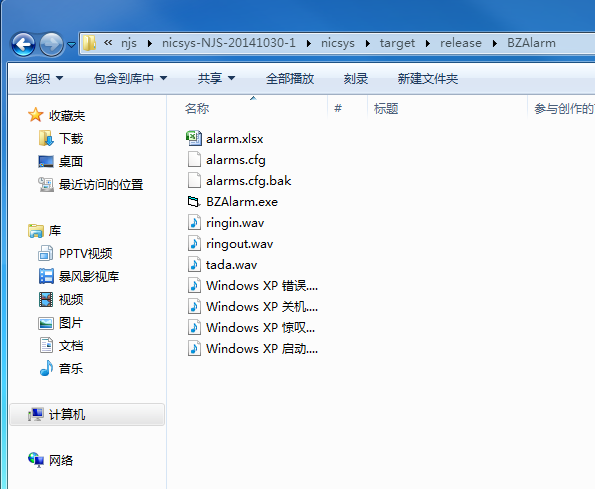 « njs ▸ nicsys-NJS-20141030-1 ▸ nicsys ▸ target ▸ release ▸ BZAlarm
组织 包含到库中 共享 全部播放 刻录 新建文件夹
名称 # 标题 参与创作的
收藏夹
下载
桌面
最近访问的位置
库
PPTV视频
暴风影视库
视频
图片
文档
音乐
计算机
网络
alarm.xlsx
alarms.cfg
alarms.cfg.bak
BZAlarm.exe
ringin.wav
ringout.wav
tada.wav
Windows XP 错误....
Windows XP 关机....
Windows XP 惊叹....
Windows XP 启动....